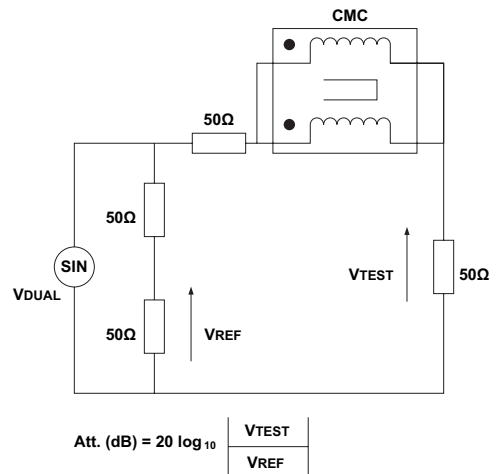 CMC
50Ω
50Ω
SIN
VDUAL
50Ω
VREF
VTEST
50Ω
Att. (dB) = 20 log10
VTEST
VREF